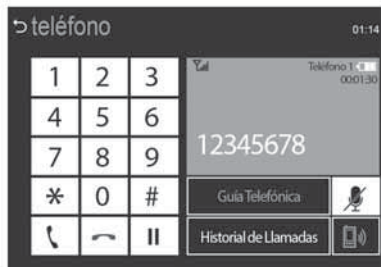 teléfono
01:14
1 2 3
4 5 6
7 8 9
* 0 #
Teléfono 1
00:01:30
12345678
Guía Telefónica
Historial de Llamadas